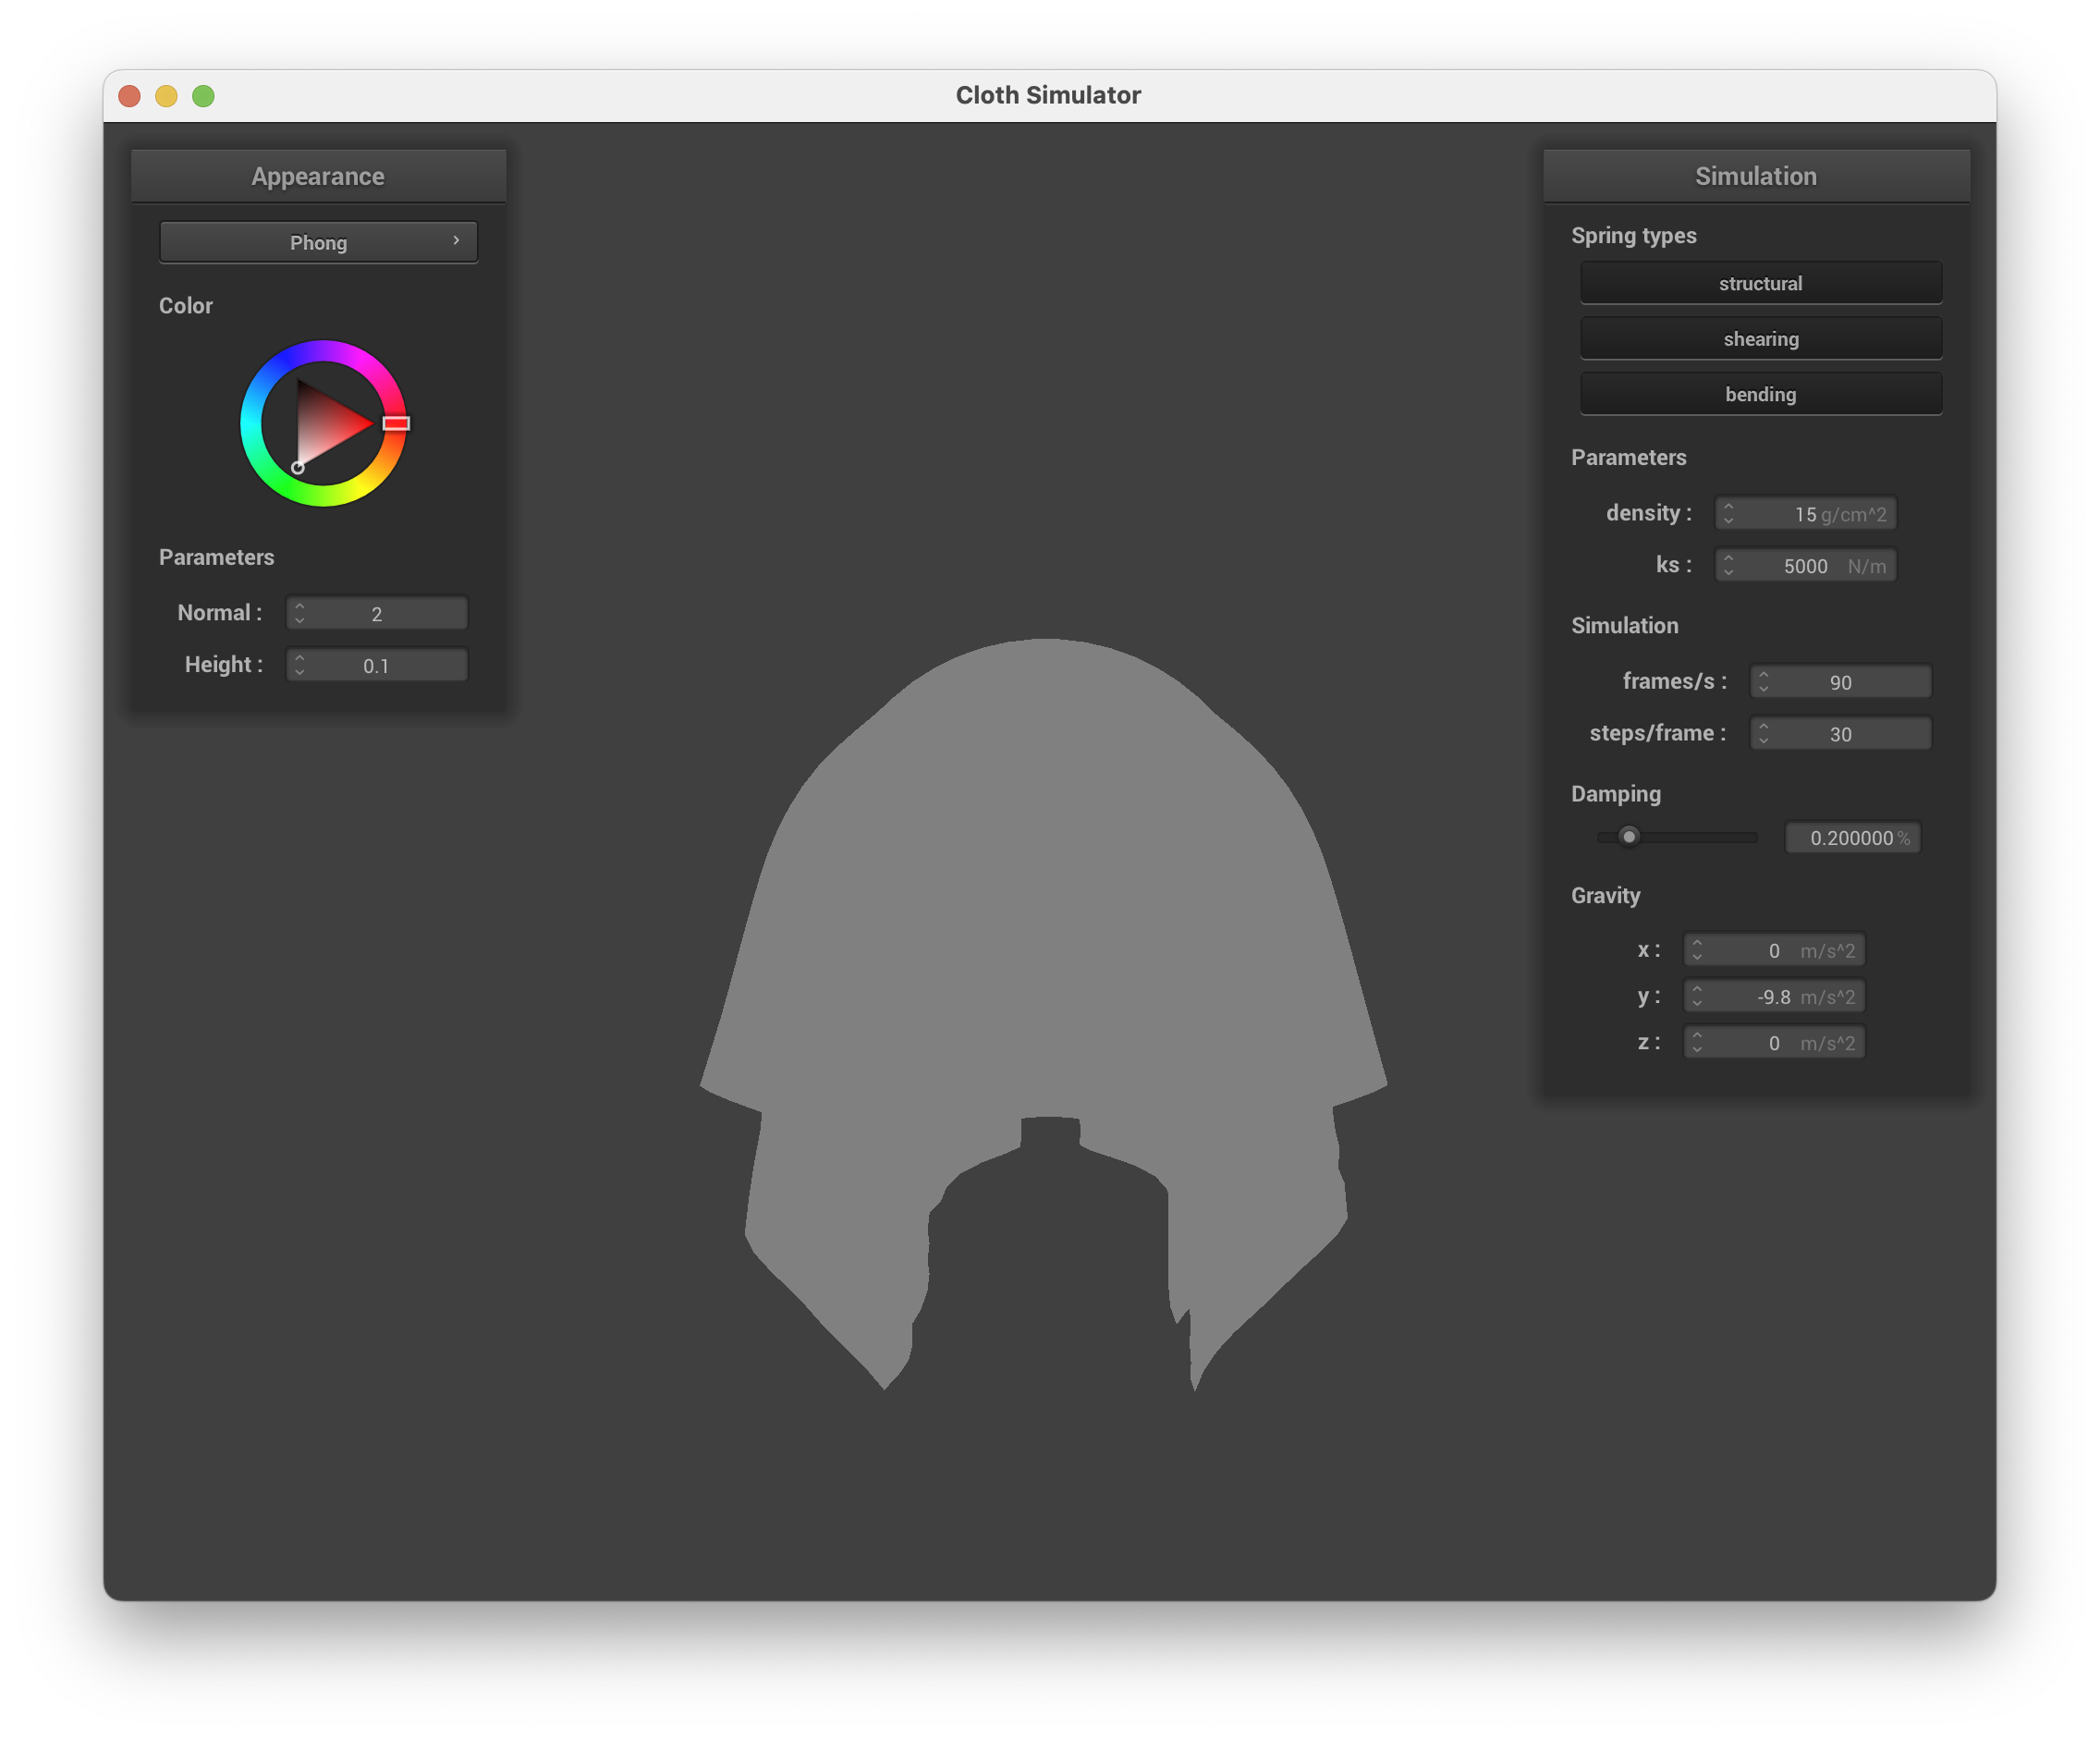 Cloth Simulator
Appearance
Phong
Color
Parameters
Normal : 2
Height : 0.1
Simulation
Spring types
structural
shearing
bending
Parameters
density : 15 g/cm^2
ks : 5000 N/m
Simulation
frames/s : 90
steps/frame : 30
Damping
0.200000 %
Gravity
x : 0 m/s^2
y : -9.8 m/s^2
z : 0 m/s^2